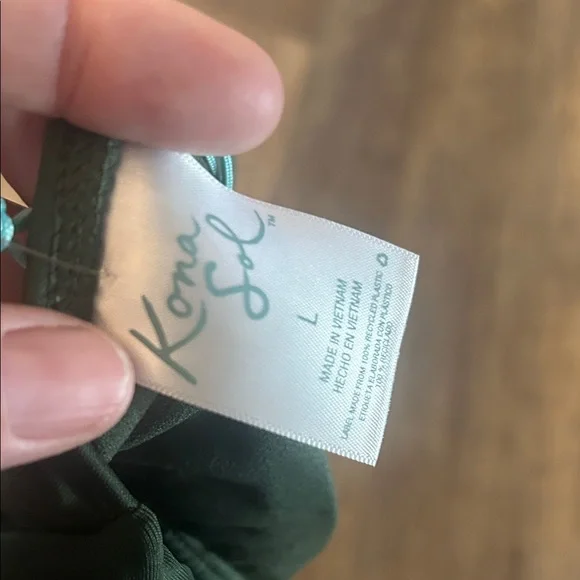 Kona
Sol™
L
MADE IN VIETNAM
HECHO EN VIETNAM
LABEL MADE FROM 100% RECYCLED PLASTIC
ETIQUETA ELABORADA CON PLÁSTICO
100 % RECICLADO